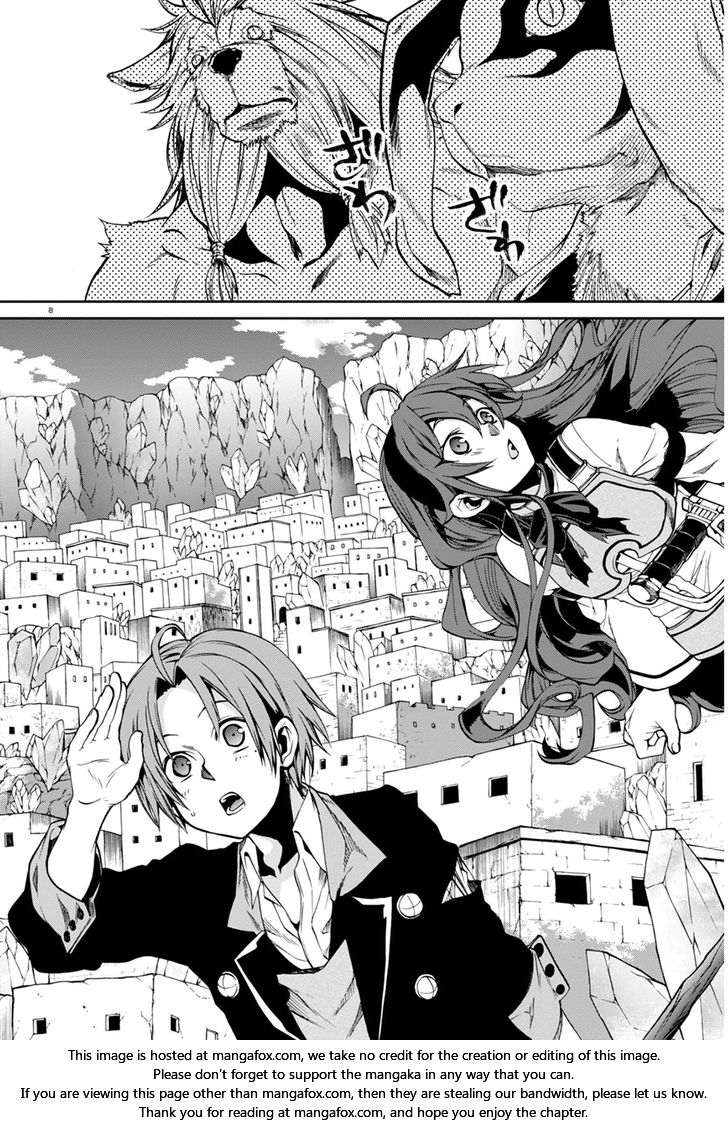 ざわ
ざわ
8
This image is hosted at mangafox.com, we take no credit for the creation or editing of this image.
Please don't forget to support the mangaka in any way that you can.
If you are viewing this page other than mangafox.com, then they are stealing our bandwidth, please let us know.
Thank you for reading at mangafox.com, and hope you enjoy the chapter.